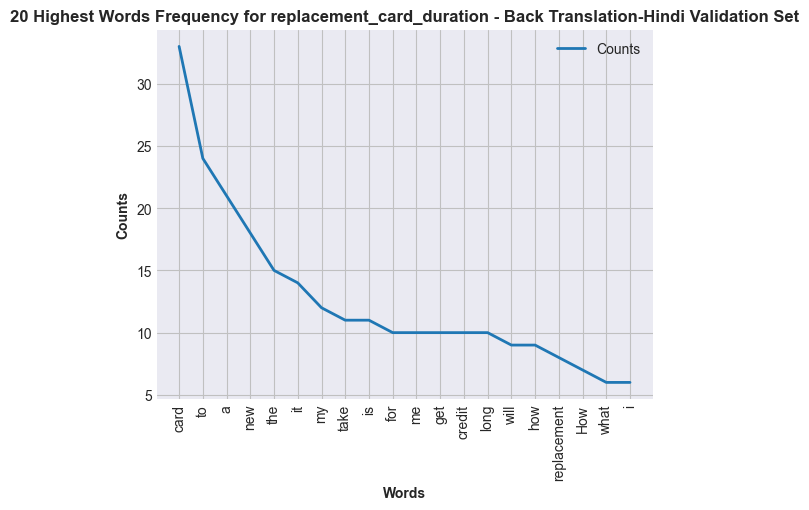 20 Highest Words Frequency for replacement_card_duration - Back Translation-Hindi Validation Set
Counts
30
25
20
15
10
5
Counts
card
to
a
new
the
it
my
take
is
for
me
get
credit
long
will
how
replacement
How
what
i
Words